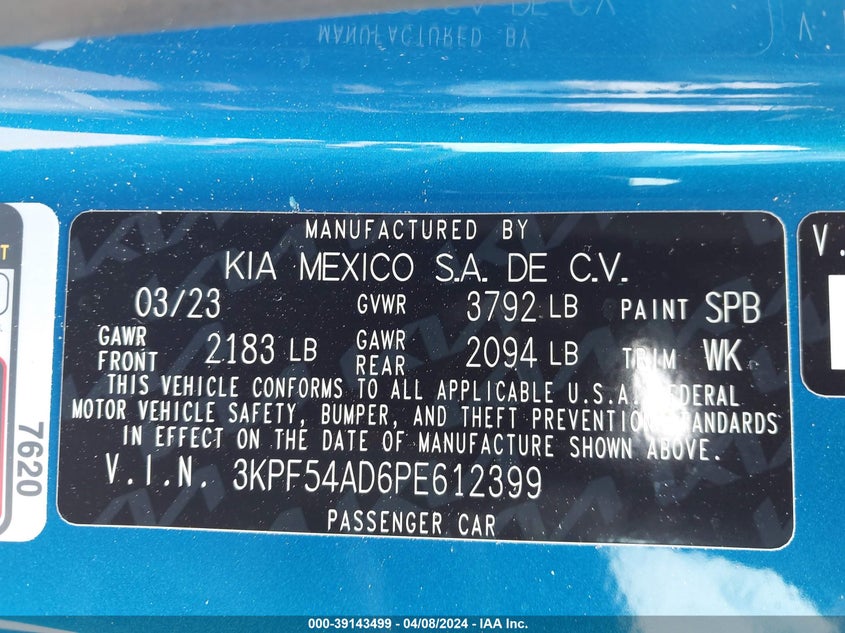 MANUFACTURED BY
MANUFACTURED BY
KIA MEXICO S.A. DE C.V.
03/23 GVWR 3792 LB PAINT SPB
GAWR FRONT 2183 LB GAWR REAR 2094 LB TRIM WK
THIS VEHICLE CONFORMS TO ALL APPLICABLE U.S.A. FEDERAL
MOTOR VEHICLE SAFETY, BUMPER, AND THEFT PREVENTION STANDARDS
IN EFFECT ON THE DATE OF MANUFACTURE SHOWN ABOVE.
V.I.N. 3KPF54AD6PE612399
PASSENGER CAR
7620
V.
000-39143499 - 04/08/2024 - IAA Inc.